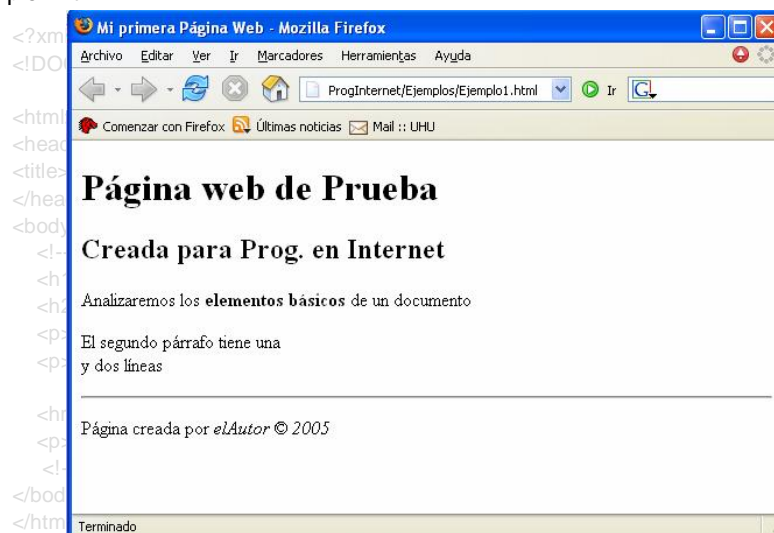 Mi primera Página Web - Mozilla Firefox
Archivo Editar Ver Ir Marcadores Herramientas Ayuda
ProgInternet/Ejemplos/Ejemplo1.html Ir G
Comenzar con Firefox Últimas noticias Mail :: UHU
<?xm
<!DO
<html
<head
<title>
</hea
<body
<!--
<h1
<h2
<p>
<p>
<hr
<p>
<!-
</bod
</htm
Página web de Prueba
Creada para Prog. en Internet
Analizaremos los elementos básicos de un documento
El segundo párrafo tiene una
y dos líneas
Página creada por elAutor © 2005
Terminado